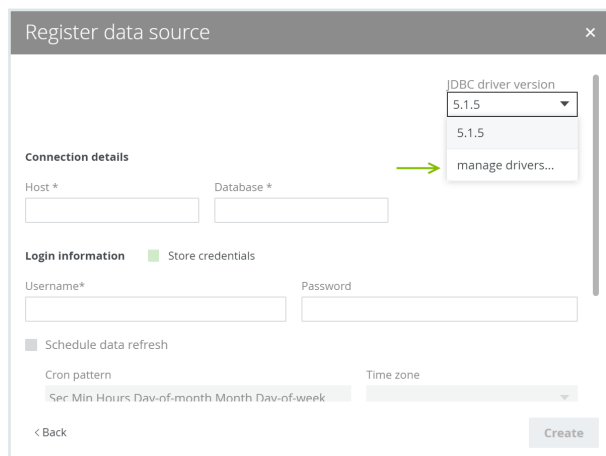 Register data source ×
JDBC driver version
5.1.5
5.1.5
Connection details
manage drivers...
Host * Database *
Login information Store credentials
Username* Password
Schedule data refresh
Cron pattern Time zone
Sec Min Hours Day-of-month Month Day-of-week
< Back Create